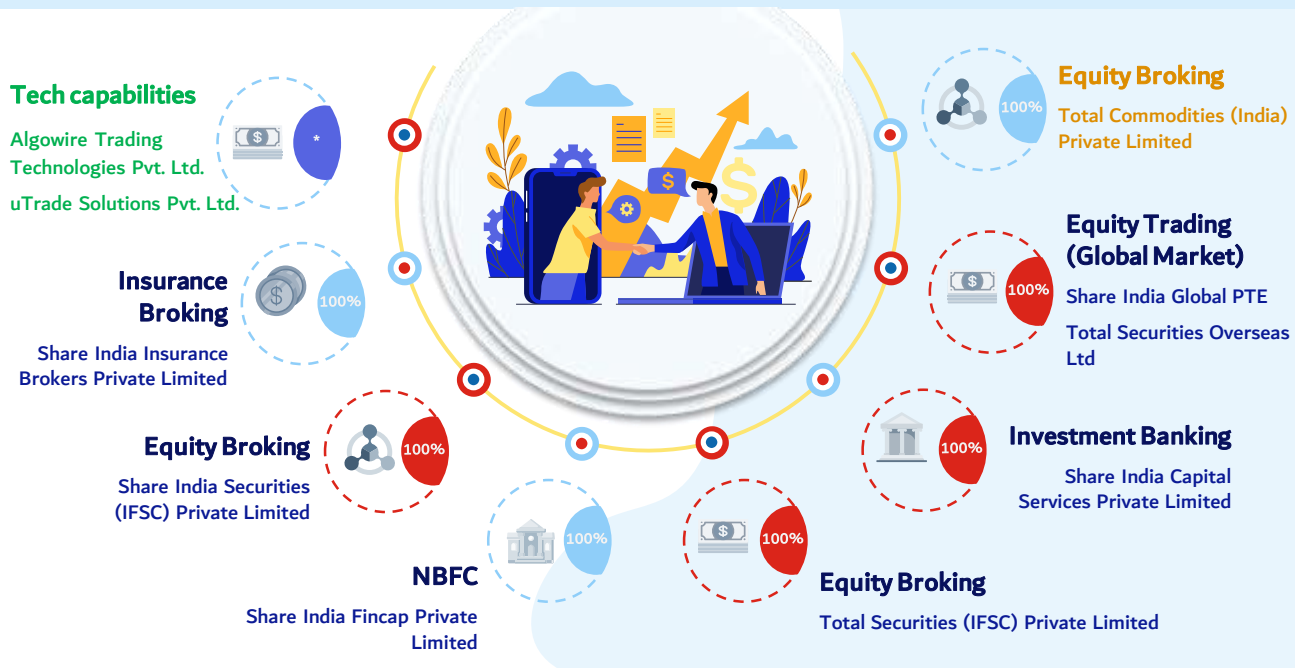 Tech capabilities
Algowire Trading
Technologies Pvt. Ltd.
uTrade Solutions Pvt. Ltd.
*
Insurance
Broking
Share India Insurance
Brokers Private Limited
100%
Equity Broking
Share India Securities
(IFSC) Private Limited
100%
NBFC
Share India Fincap Private
Limited
100%
Equity Broking
Total Securities (IFSC) Private Limited
100%
Investment Banking
Share India Capital
Services Private Limited
100%
Equity Trading
(Global Market)
Share India Global PTE
Total Securities Overseas
Ltd
100%
Equity Broking
Total Commodities (India)
Private Limited
100%
$
$
$
$
$
$